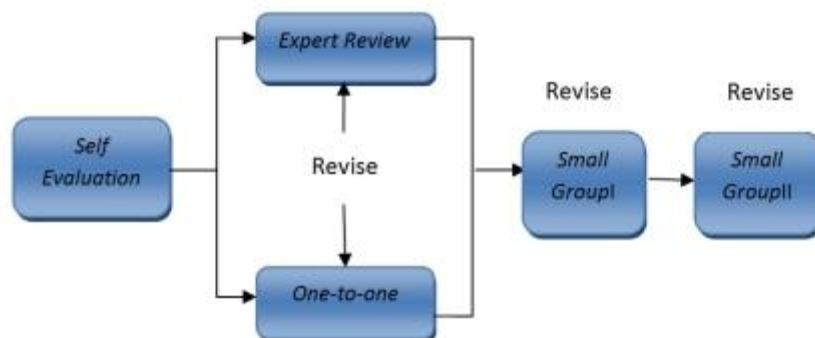 Expert Review
Revise
Revise
Self
Evaluation
Revise
Small
GroupI
Small
GroupII
One-to-one